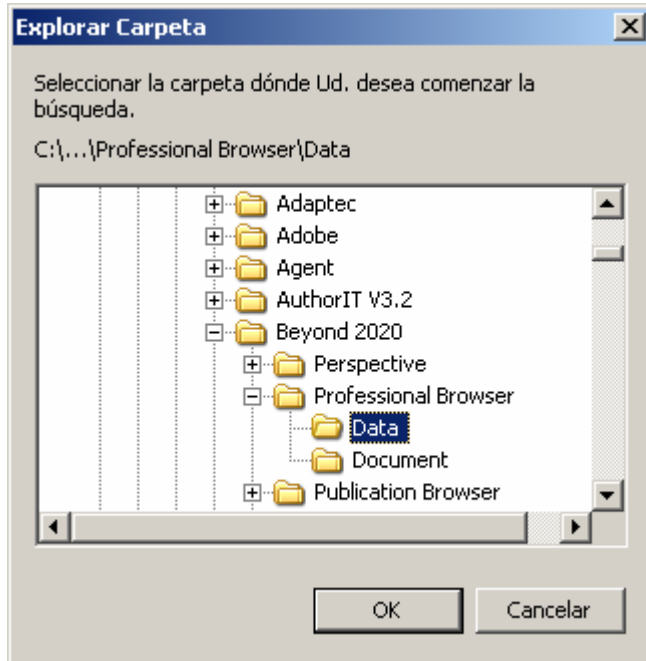 Explorar Carpeta
Seleccionar la carpeta dónde Ud. desea comenzar la
búsqueda.
C:\...\Professional Browser\Data
Adaptec
Adobe
Agent
AuthorIT V3.2
Beyond 2020
Perspective
Professional Browser
Data
Document
Publication Browser
OK
Cancelar